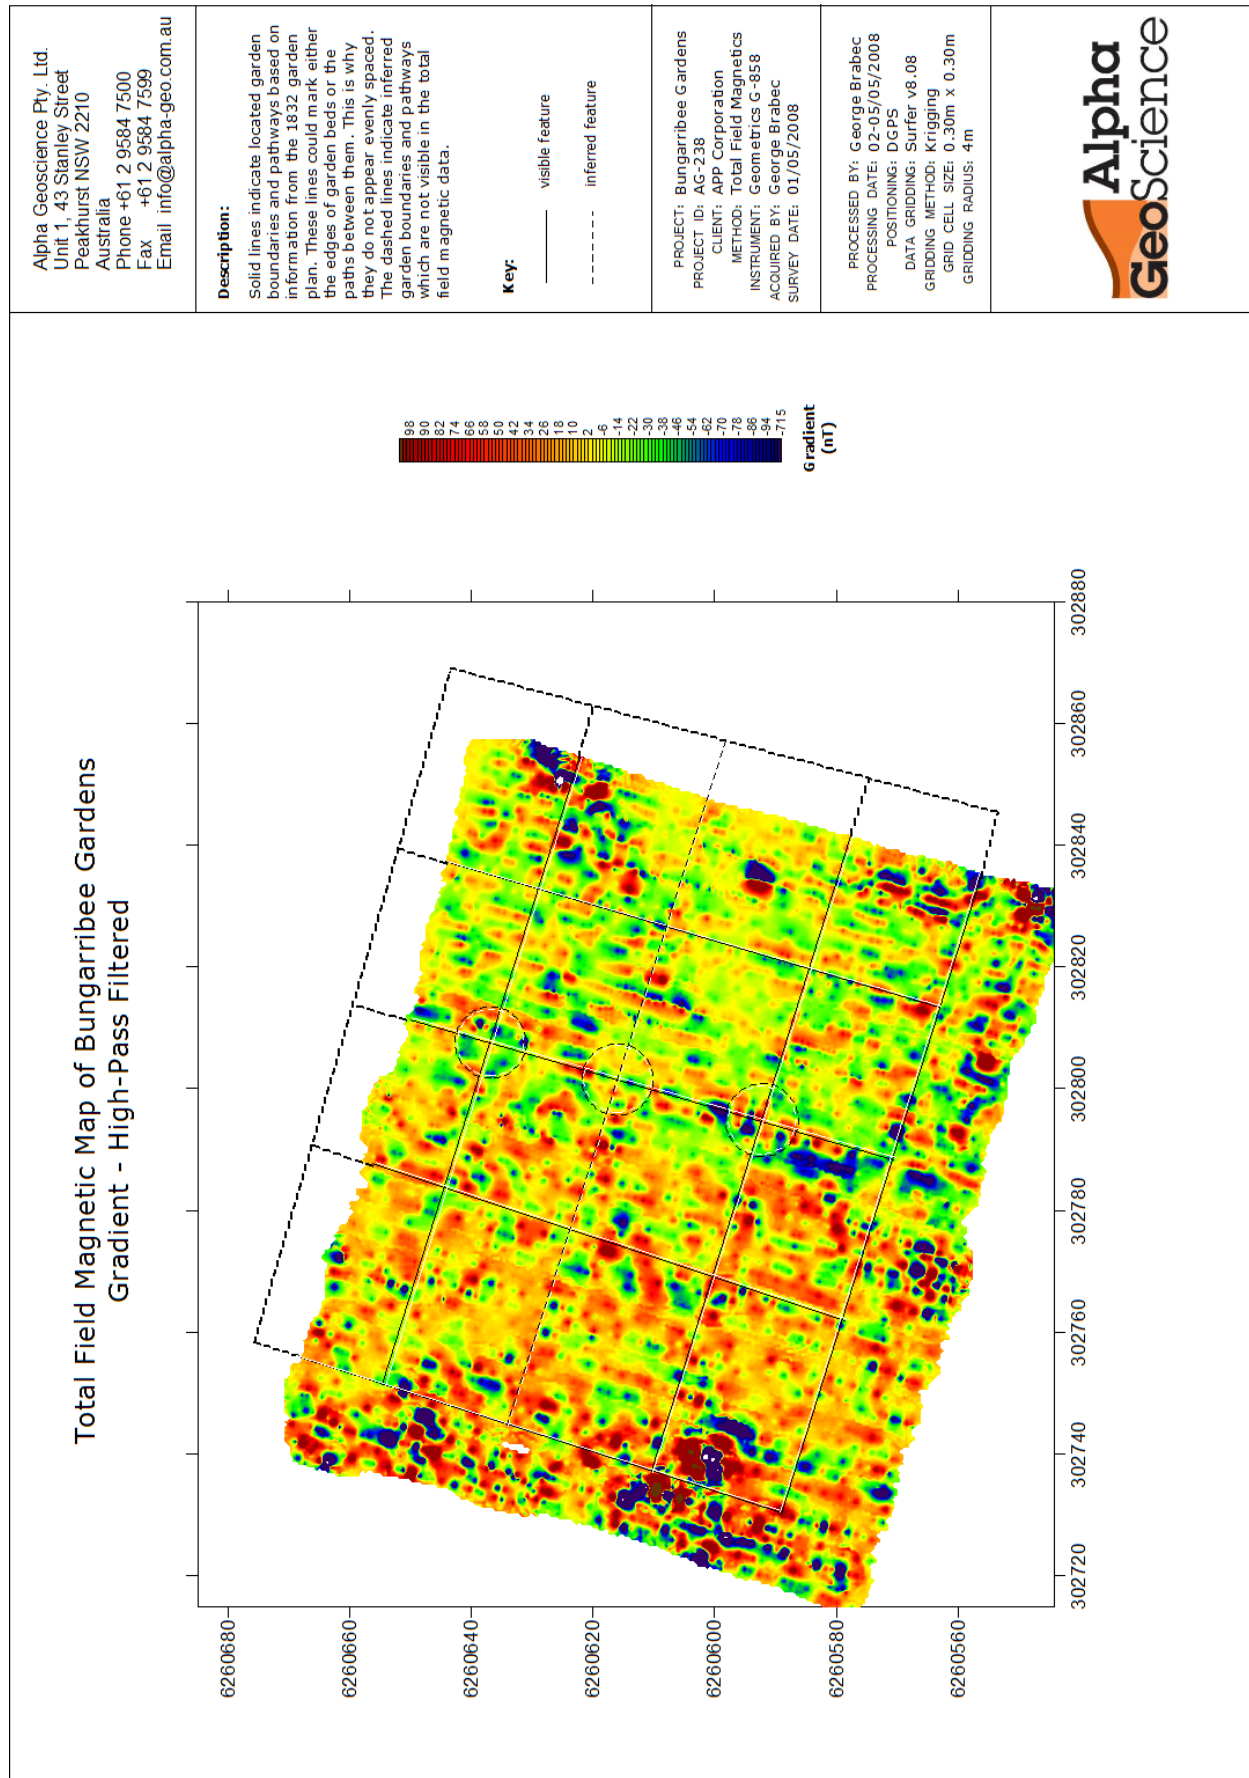 Total Field Magnetic Map of Bungarribee Gardens
Gradient - High-Pass Filtered
6260680
6260660
6260640
6260620
6260600
6260580
6260560
302720
302740
302760
302780
302800
302820
302840
302860
302880
98
90
82
74
66
58
50
42
34
26
18
10
2
-6
-14
-22
-30
-38
-46
-54
-62
-70
-78
-86
-94
-715
Gradient
(nT)
Alpha Geoscience Pty. Ltd.
Unit 1, 43 Stanley Street
Peakhurst NSW 2210
Australia
Phone +61 2 9584 7500
Fax +61 2 9584 7599
Email info@alpha-geo.com.au
Description:
Solid lines indicate located garden
boundaries and pathways based on
information from the 1832 garden
plan. These lines could mark either
the edges of garden beds or the
paths between them. This is why
they do not appear evenly spaced.
The dashed lines indicate inferred
garden boundaries and pathways
which are not visible in the total
field magnetic data.
Key:
visible feature
inferred feature
PROJECT: Bungarribee Gardens
PROJECT ID: AG-238
CLIENT: APP Corporation
METHOD: Total Field Magnetics
INSTRUMENT: Geometrics G-858
ACQUIRED BY: George Brabec
SURVEY DATE: 01/05/2008
PROCESSED BY: George Brabec
PROCESSING DATE: 02-05/05/2008
POSITIONING: DGPS
DATA GRIDDING: Surfer v8.08
GRIDDING METHOD: Krigging
GRID CELL SIZE: 0.30m x 0.30m
GRIDDING RADIUS: 4m
Alpha
GeoScience